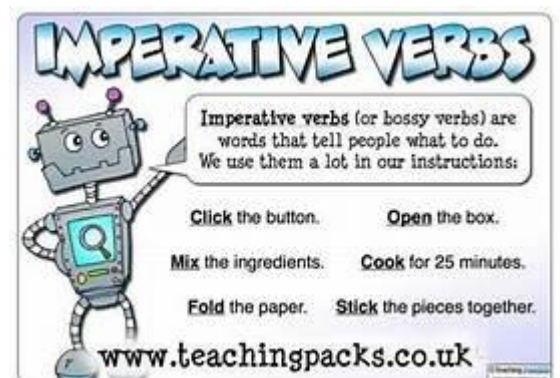 IMPERATIVE VERBS
Imperative verbs (or bossy verbs) are
words that tell people what to do.
We use them a lot in our instructions:
Click the button. Open the box.
Mix the ingredients. Cook for 25 minutes.
Fold the paper. Stick the pieces together.
www.teachingpacks.co.uk